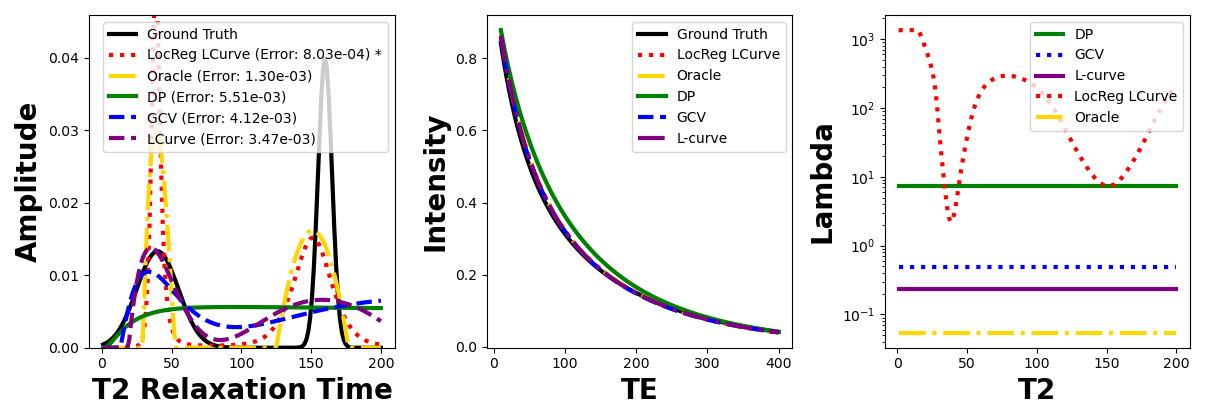 Amplitude
0.00
0.01
0.02
0.03
0.04
0
50
100
150
200
T2 Relaxation Time
Ground Truth
LocReg LCurve (Error: 8.03e-04) *
Oracle (Error: 1.30e-03)
DP (Error: 5.51e-03)
GCV (Error: 4.12e-03)
LCurve (Error: 3.47e-03)
Intensity
0.0
0.2
0.4
0.6
0.8
0
100
200
300
400
TE
Ground Truth
LocReg LCurve
Oracle
DP
GCV
L-curve
Lambda
10³
10²
10¹
10⁰
10⁻¹
0
50
100
150
200
T2
DP
GCV
L-curve
LocReg LCurve
Oracle